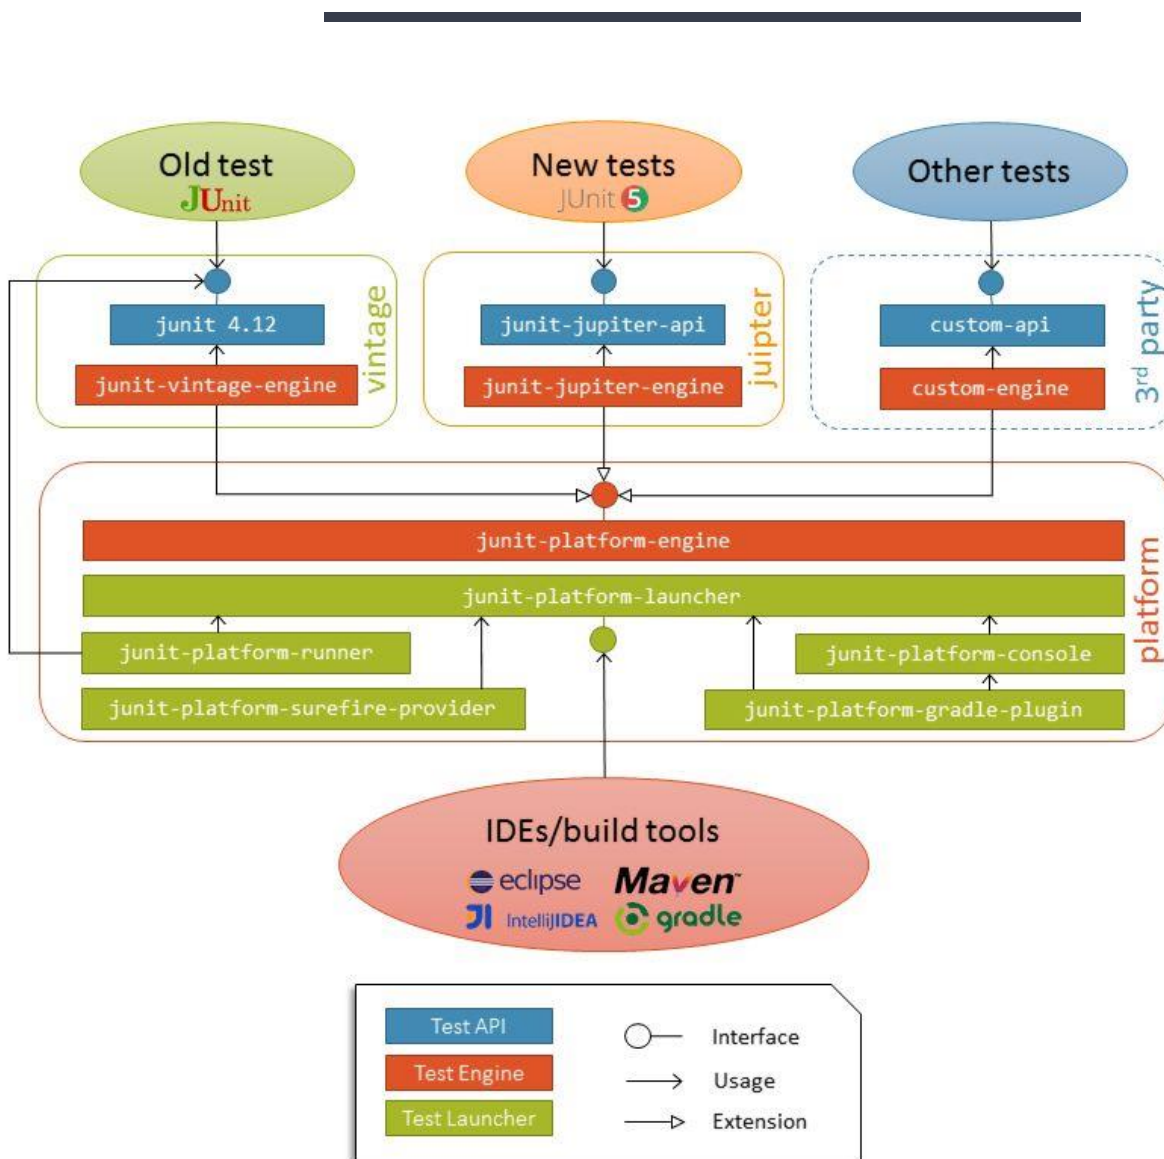 Old test
JUnit
New tests
JUnit 5
Other tests
junit 4.12
junit-vintage-engine
vintage
junit-jupiter-api
junit-jupiter-engine
juipter
custom-api
custom-engine
3rd party
junit-platform-engine
junit-platform-launcher
junit-platform-runner
junit-platform-console
junit-platform-surefire-provider
junit-platform-gradle-plugin
platform
IDEs/build tools
eclipse
Maven™
JI IntelliJIDEA
gradle
Test API
Interface
Test Engine
Usage
Test Launcher
Extension